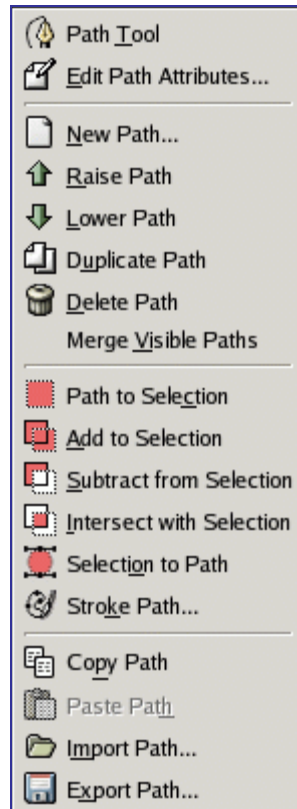 Path Tool
Edit Path Attributes...
New Path...
Raise Path
Lower Path
Duplicate Path
Delete Path
Merge Visible Paths
Path to Selection
Add to Selection
Subtract from Selection
Intersect with Selection
Selection to Path
Stroke Path...
Copy Path
Paste Path
Import Path...
Export Path...